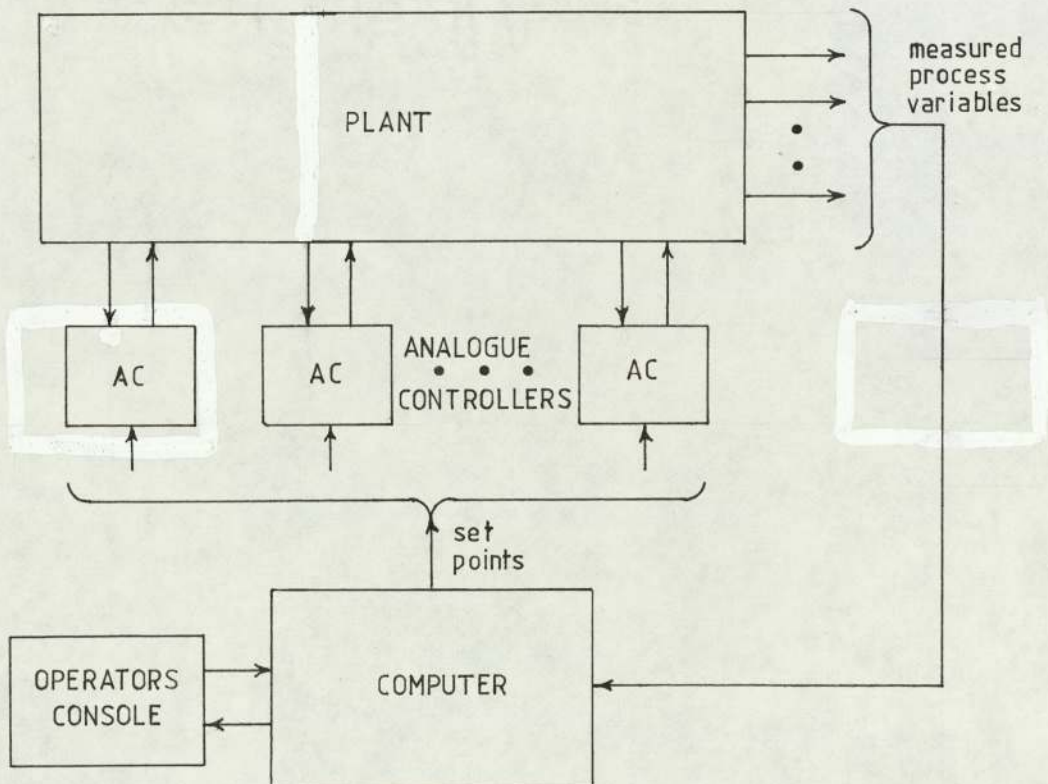 measured
process
variables
PLANT
AC
AC
ANALOGUE
CONTROLLERS
AC
set
points
OPERATORS
CONSOLE
COMPUTER